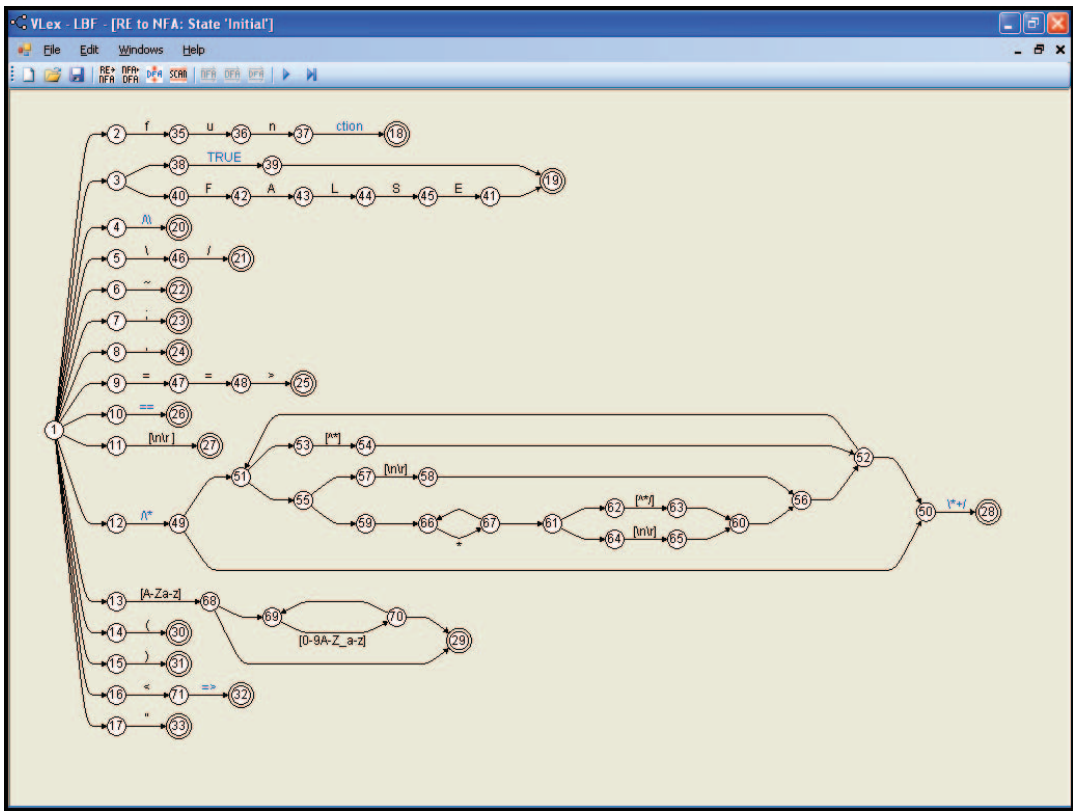 VLex - LBF - [RE to NFA: State 'Initial']
File Edit Windows Help
RE→ NFA NFA→ DFA DFA SCAN DFA DFA DFA
2 f 35 u 36 n 37 ction 18
38 TRUE 39
3 19
40 F 42 A 43 L 44 S 45 E 41
4 /\\ 20
5 \ 46 / 21
6 ~ 22
7 ; 23
8 , 24
9 = 47 = 48 > 25
10 == 26
1
11 [\n\r ] 27
53 [^*] 54
52
51
57 [\n\r] 58
55 56
62 [^*/] 63
12 /\* 49 59 66 67 61 60 50 \*+/ 28
*
64 [\n\r] 65
13 [A-Za-z] 68
69 70
[0-9A-Z_a-z] 29
14 ( 30
15 ) 31
16 < 71 => 32
17 " 33